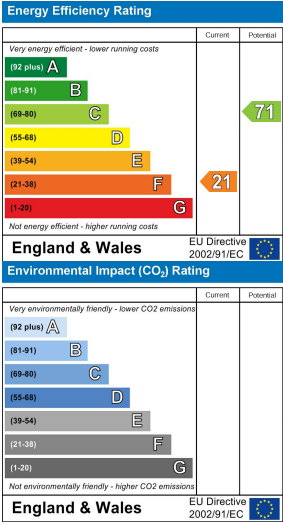 Energy Efficiency Rating
Current Potential
Very energy efficient - lower running costs
(92 plus) A
(81-91) B
(69-80) C
71
(55-68) D
(39-54) E
(21-38) F
21
(1-20) G
Not energy efficient - higher running costs
England & Wales
EU Directive
2002/91/EC
Environmental Impact (CO₂) Rating
Current Potential
Very environmentally friendly - lower CO2 emissions
(92 plus) A
(81-91) B
(69-80) C
(55-68) D
(39-54) E
(21-38) F
(1-20) G
Not environmentally friendly - higher CO2 emissions
England & Wales
EU Directive
2002/91/EC